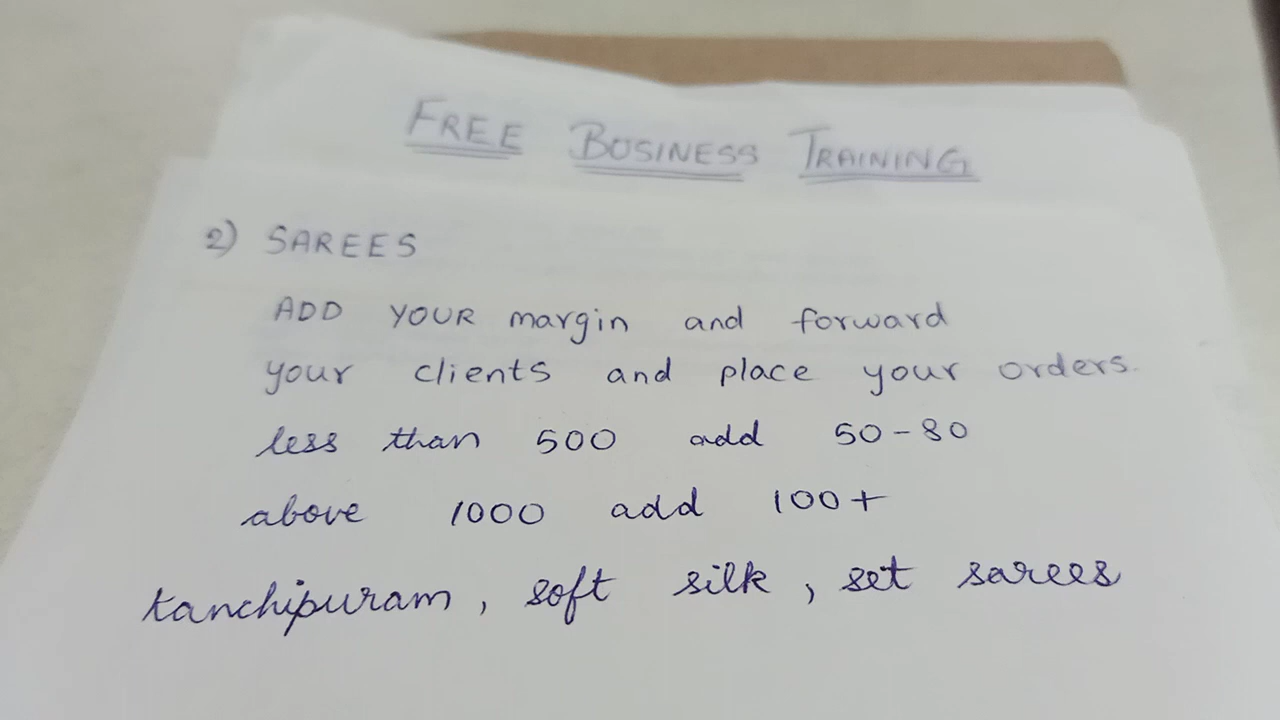 FREE BUSINESS TRAINING
2) SAREES
ADD YOUR margin and forward
your clients and place your orders.
less than 500 add 50-80
above 1000 add 100+
kanchipuram, soft silk, set sarees